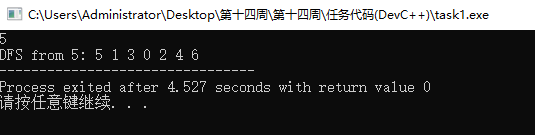 C:\Users\Administrator\Desktop\第十四周\第十四周\任务代码(DevC++)\task1.exe
5
DFS from 5: 5 1 3 0 2 4 6
--------------------------------
Process exited after 4.527 seconds with return value 0
请按任意键继续. . .